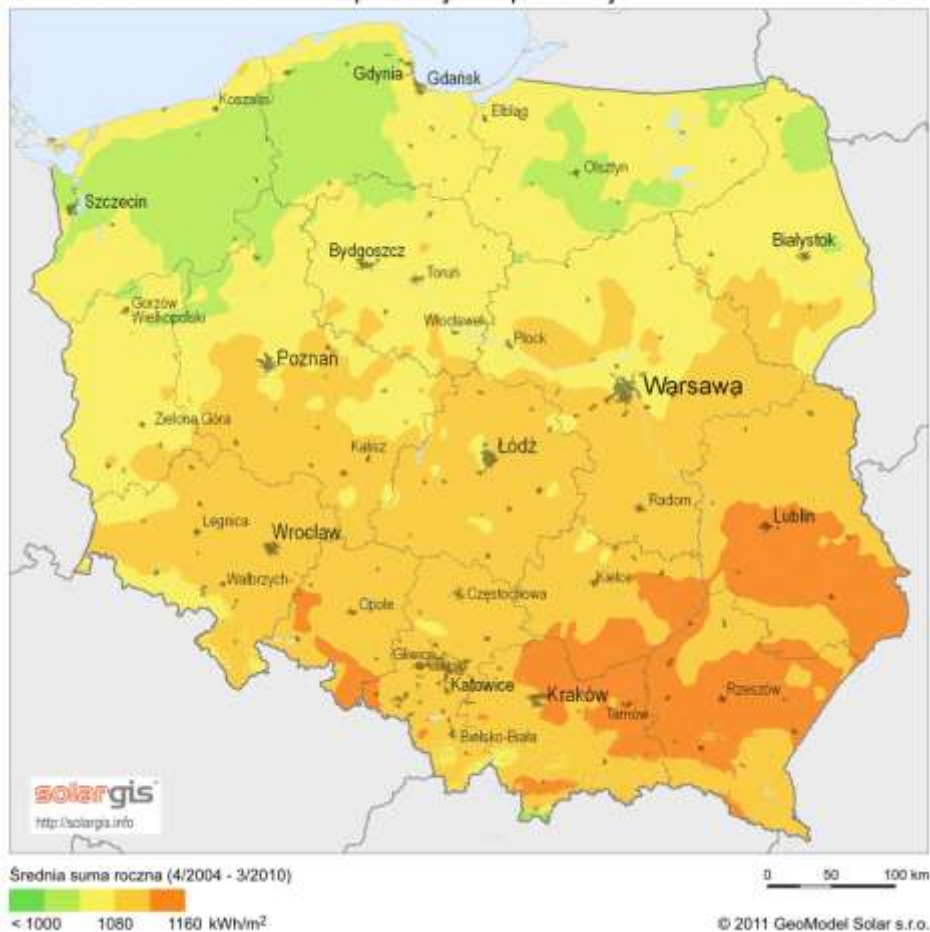 Gdynia
Gdańsk
Koszalin
Elbląg
Olsztyn
Szczecin
Białystok
Bydgoszcz
Toruń
Gorzów
Wielkopolski
Włocławek
Płock
Poznań
Warsawa
Zielona Góra
Kalisz
Łódź
Radom
Legnica
Wrocław
Lublin
Wałbrzych
Kielce
Opole
Częstochowa
Gliwice
Katowice
Kraków
Rzeszów
Tarnów
Bielsko-Biała
solargis
http://solargis.info
Średnia suma roczna (4/2004 - 3/2010)
0 50 100 km
< 1000 1080 1160 kWh/m²
© 2011 GeoModel Solar s.r.o.